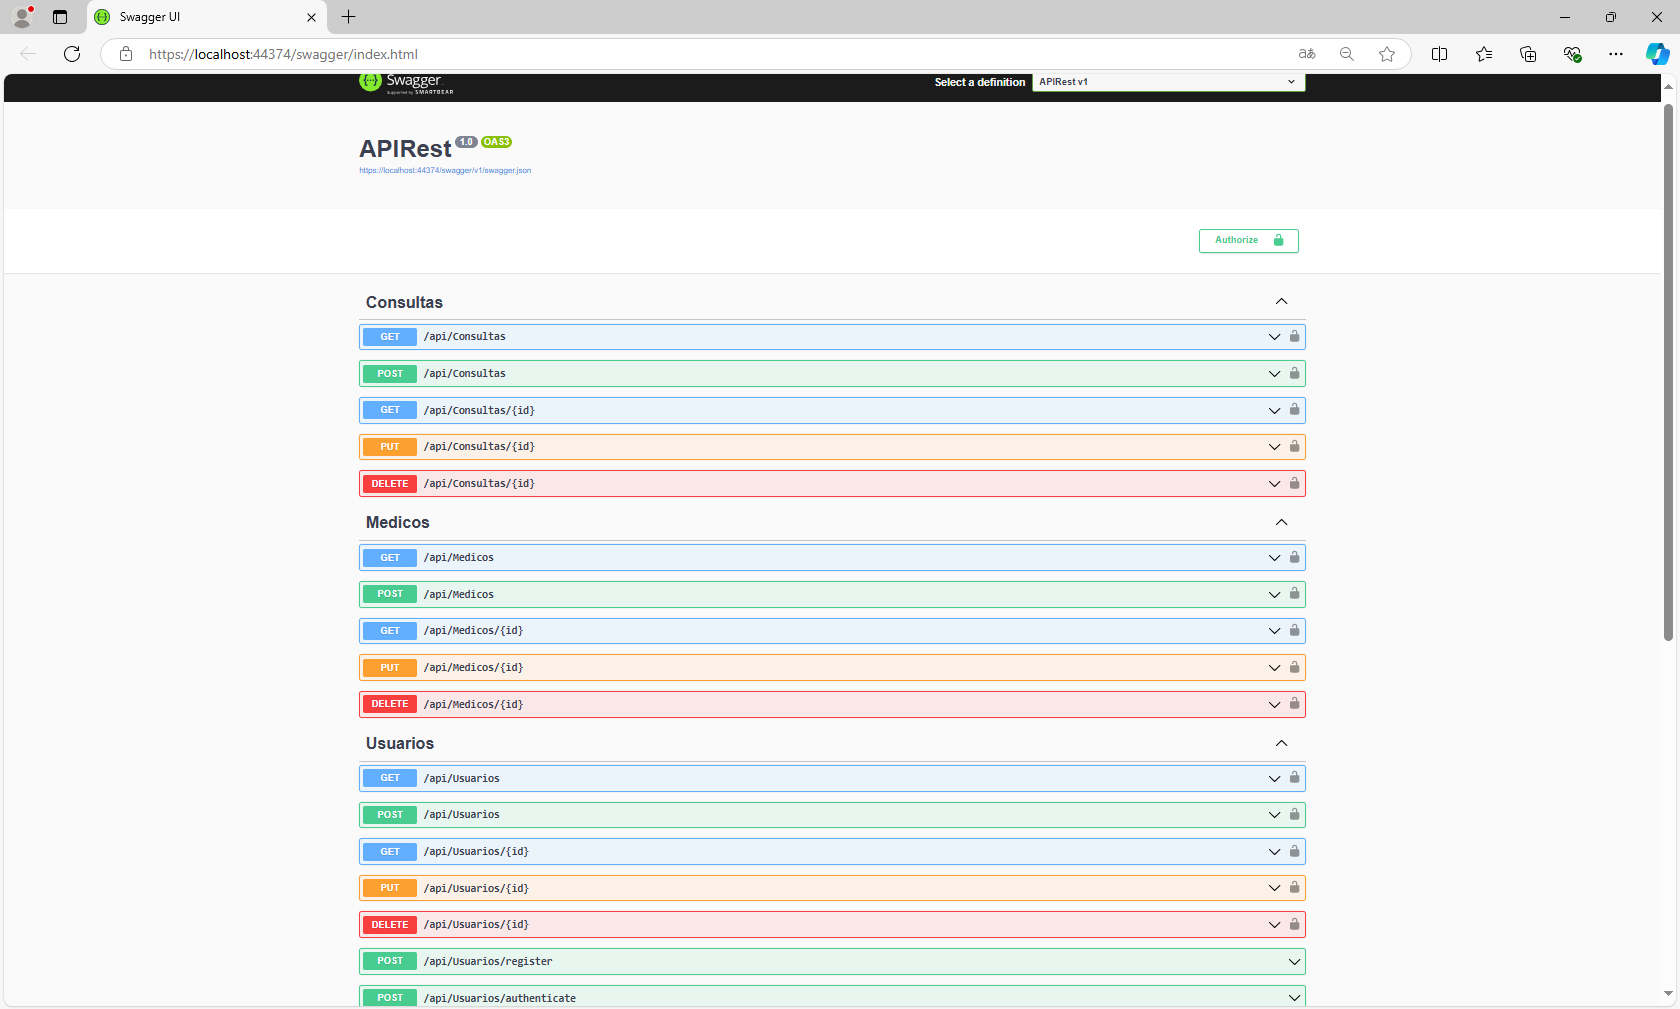 Swagger UI
https://localhost:44374/swagger/index.html
Swagger
Supported by SMARTBEAR
Select a definition
APIRest v1
APIRest 1.0 OAS3
https://localhost:44374/swagger/v1/swagger.json
Authorize
Consultas
GET /api/Consultas
POST /api/Consultas
GET /api/Consultas/{id}
PUT /api/Consultas/{id}
DELETE /api/Consultas/{id}
Medicos
GET /api/Medicos
POST /api/Medicos
GET /api/Medicos/{id}
PUT /api/Medicos/{id}
DELETE /api/Medicos/{id}
Usuarios
GET /api/Usuarios
POST /api/Usuarios
GET /api/Usuarios/{id}
PUT /api/Usuarios/{id}
DELETE /api/Usuarios/{id}
POST /api/Usuarios/register
POST /api/Usuarios/authenticate